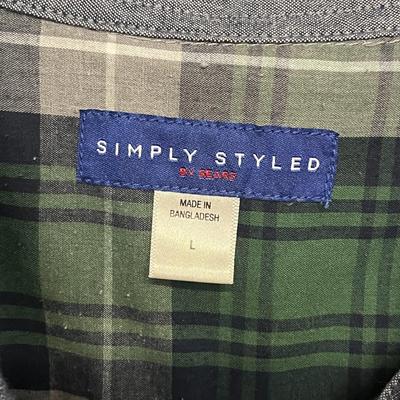 SIMPLY STYLED
BY SEARS
MADE IN
BANGLADESH
L